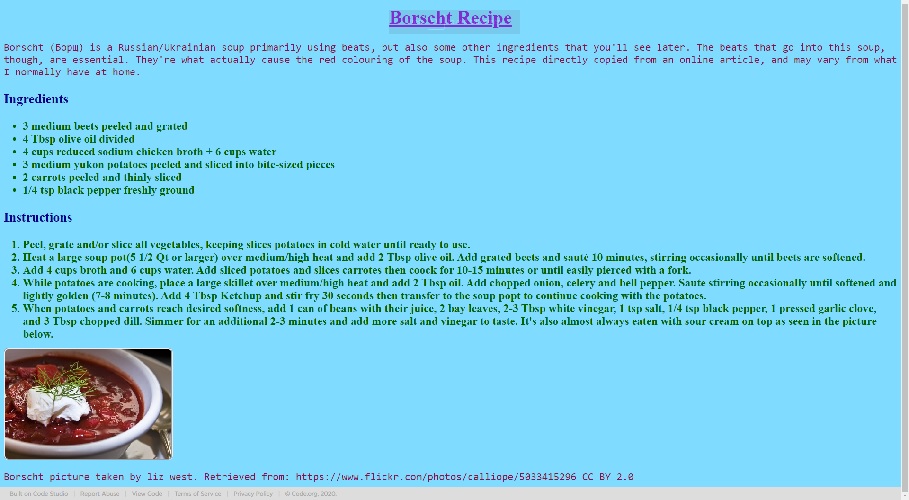 Borscht Recipe
Borscht (Борщ) is a Russian/Ukrainian soup primarily using beats, but also some other ingredients that you'll see later. The beats that go into this soup,
though, are essential. They're what actually cause the red colouring of the soup. This recipe directly copied from an online article, and may vary from what
I normally have at home.
Ingredients
• 3 medium beets peeled and grated
• 4 Tbsp olive oil divided
• 4 cups reduced sodium chicken broth + 6 cups water
• 3 medium yukon potatoes peeled and sliced into bite-sized pieces
• 2 carrots peeled and thinly sliced
• 1/4 tsp black pepper freshly ground
Instructions
1. Peel, grate and/or slice all vegetables, keeping slices potatoes in cold water until ready to use.
2. Heat a large soup pot(5 1/2 Qt or larger) over medium/high heat and add 2 Tbsp olive oil. Add grated beets and sauté 10 minutes, stirring occasionally until beets are softened.
3. Add 4 cups broth and 6 cups water. Add sliced potatoes and slices carrots then coock for 10-15 minutes or until easily pierced with a fork.
4. While potatoes are cooking, place a large skillet over medium/high heat and add 2 Tbsp oil. Add chopped onion, celery and bell pepper. Saute stirring occasionally until softened and
lightly golden (7-8 minutes). Add 4 Tbsp Ketchup and stir fry 30 seconds then transfer to the soup popt to continue cooking with the potatoes.
5. When potatoes and carrots reach desired softness, add 1 can of beans with their juice, 2 bay leaves, 2-3 Tbsp white vinegar, 1 tsp salt, 1/4 tsp black pepper, 1 pressed garlic clove,
and 3 Tbsp chopped dill. Simmer for an additional 2-3 minutes and add more salt and vinegar to taste. It's also almost always eaten with sour cream on top as seen in the picture
below.
Borscht picture taken by liz west. Retrieved from: https://www.flickr.com/photos/calliope/5033415296 CC BY 2.0
Built on Code Studio | Report Abuse | View Code | Terms of Service | Privacy Policy | © Code.org, 2020.